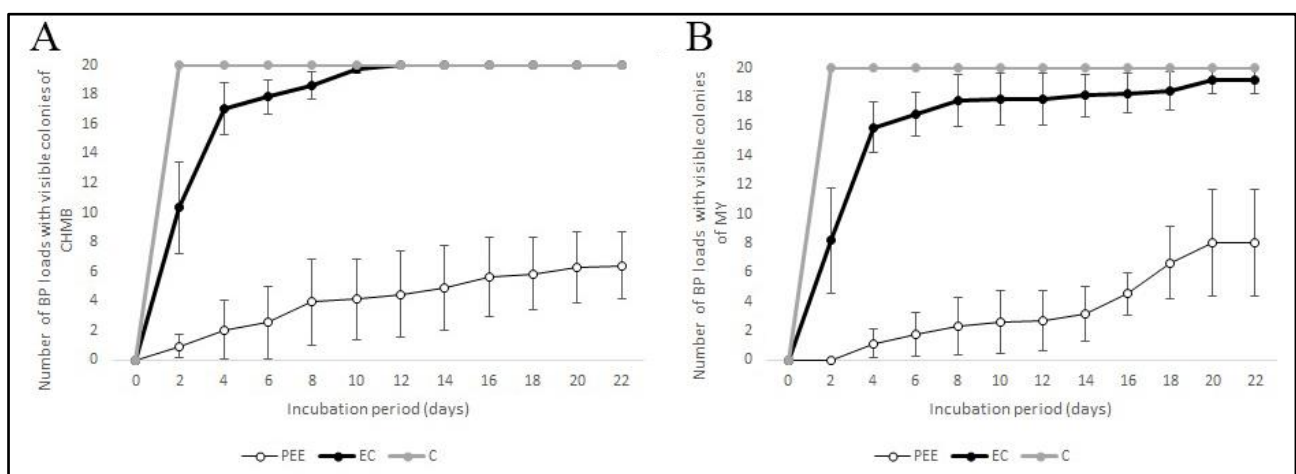 A
Number of BP loads with visible colonies of
CHMB
20
18
16
14
12
10
8
6
4
2
0
0 2 4 6 8 10 12 14 16 18 20 22
Incubation period (days)
PEE EC C
B
Number of BP loads with visible colonies
of MY
20
18
16
14
12
10
8
6
4
2
0
0 2 4 6 8 10 12 14 16 18 20 22
Incubation period (days)
PEE EC C